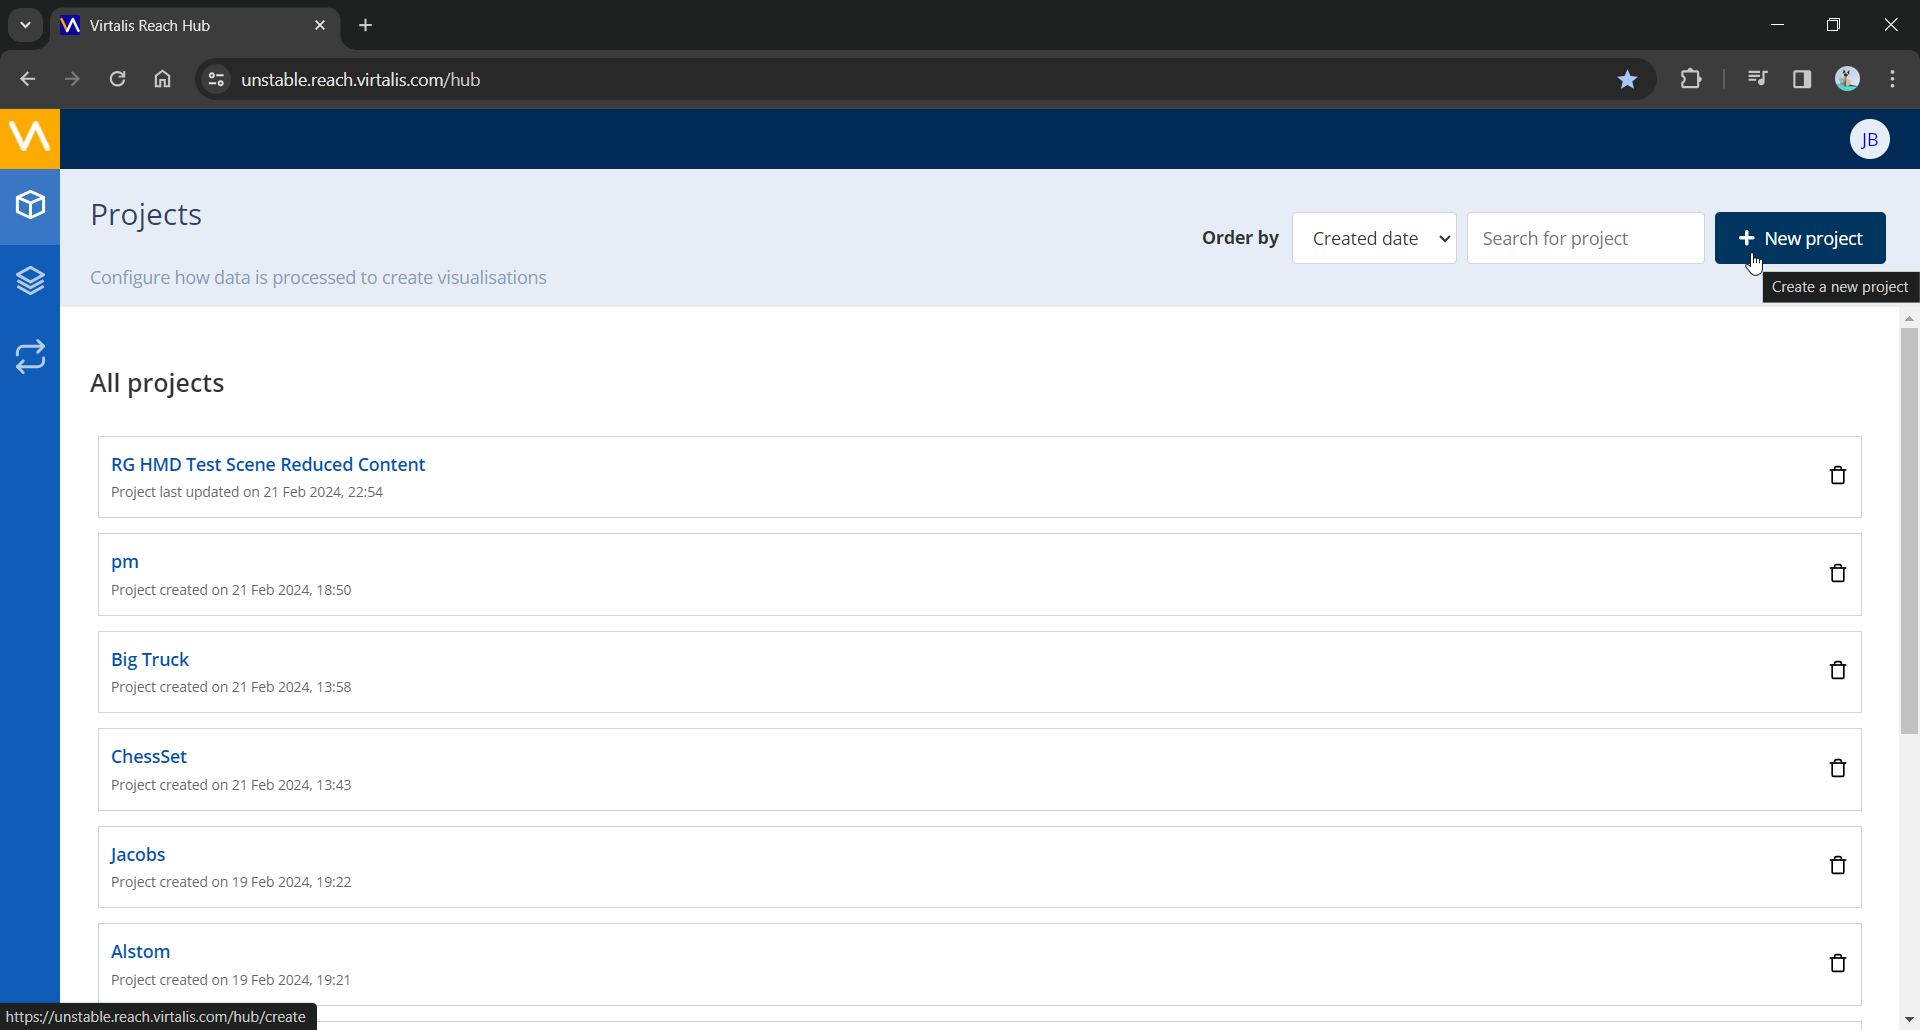 Virtalis Reach Hub
unstable.reach.virtalis.com/hub
JB
Projects
Configure how data is processed to create visualisations
Order by
Created date
Search for project
New project
Create a new project
All projects
RG HMD Test Scene Reduced Content
Project last updated on 21 Feb 2024, 22:54
pm
Project created on 21 Feb 2024, 18:50
Big Truck
Project created on 21 Feb 2024, 13:58
ChessSet
Project created on 21 Feb 2024, 13:43
Jacobs
Project created on 19 Feb 2024, 19:22
Alstom
Project created on 19 Feb 2024, 19:21
https://unstable.reach.virtalis.com/hub/create